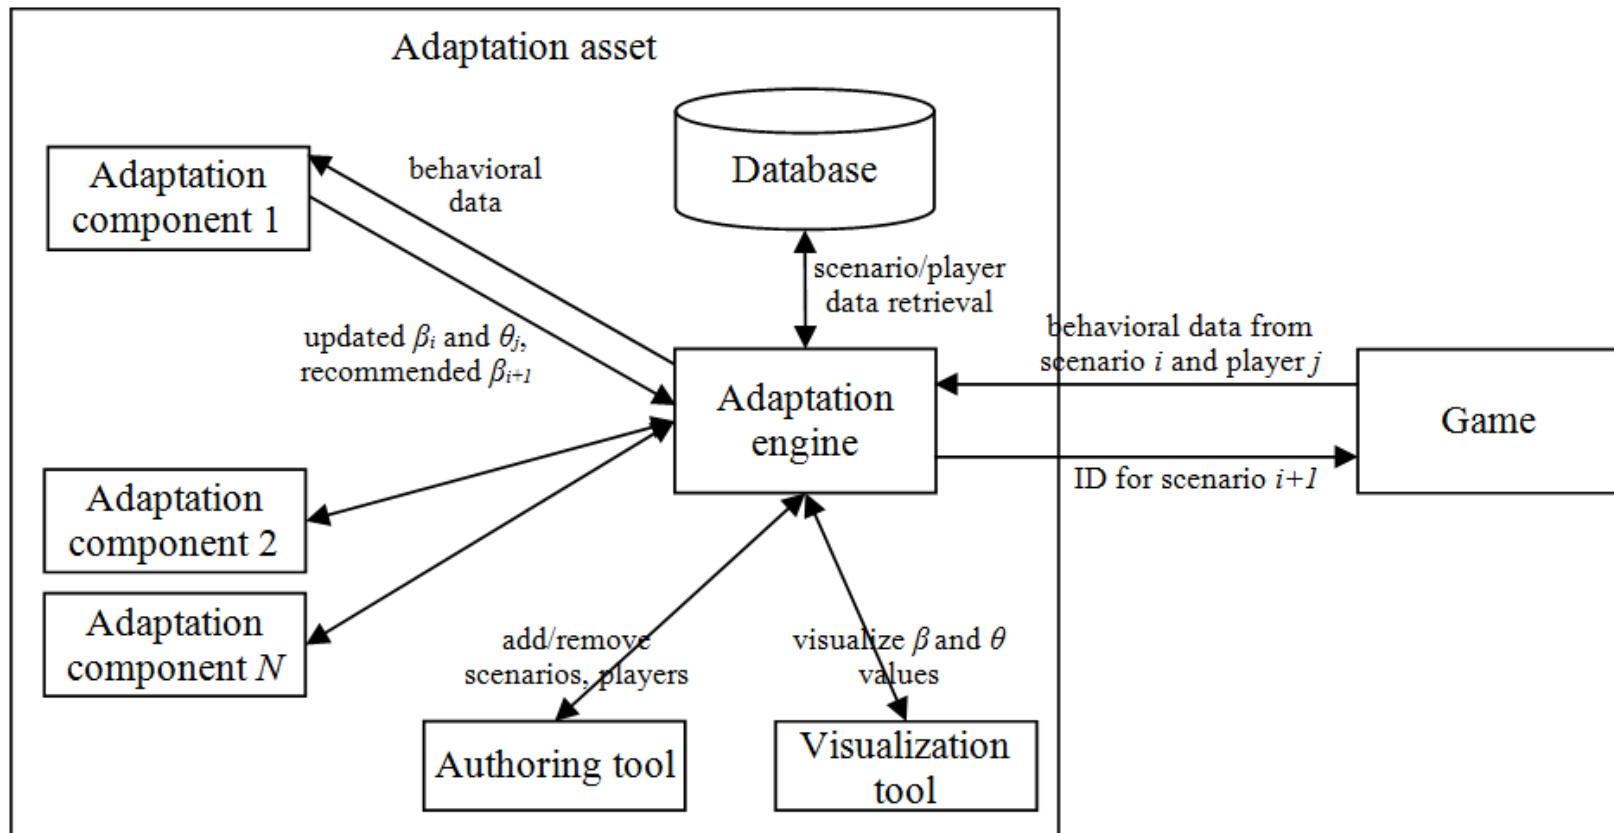 Adaptation asset
Database
Adaptation
component 1
behavioral
data
scenario/player
data retrieval
updated βi and θj,
recommended βi+1
behavioral data from
scenario i and player j
Adaptation
engine
Game
ID for scenario i+1
Adaptation
component 2
Adaptation
component N
add/remove
scenarios, players
visualize β and θ
values
Authoring tool
Visualization
tool